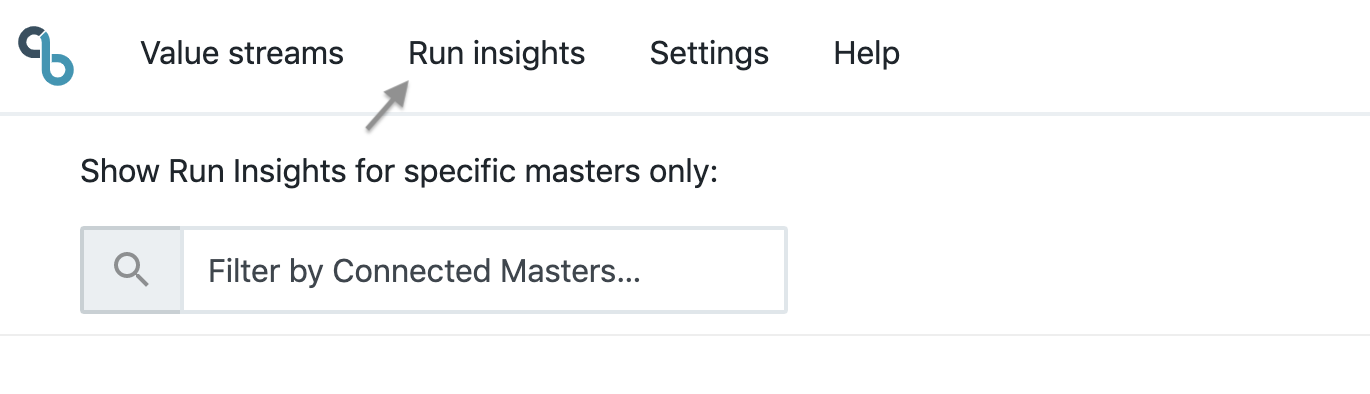 Value streams Run insights Settings Help
Show Run Insights for specific masters only:
Filter by Connected Masters...